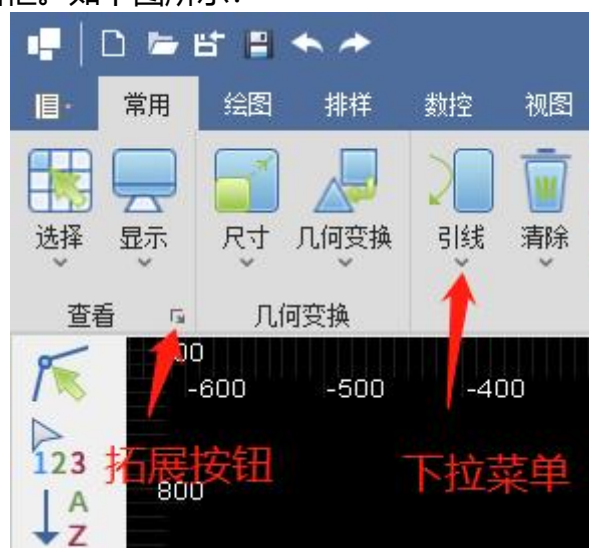 常用 绘图 排样 数控 视图
选择 显示 尺寸 几何变换 引线 清除
查看 几何变换
00
-600 -500 -400
123 拓展按钮 下拉菜单
800
A
Z